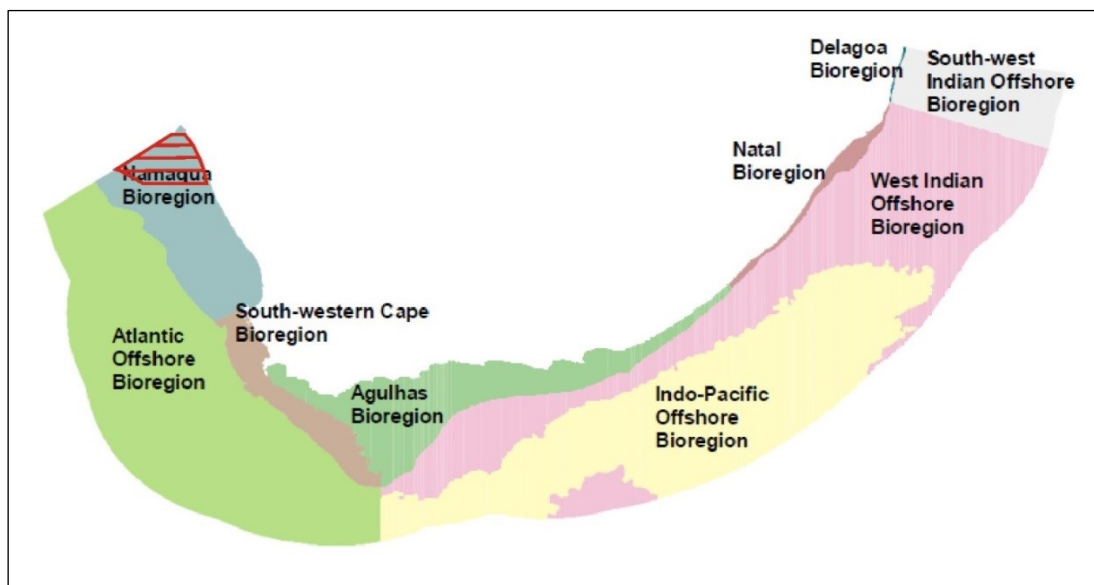 Delagoa
Bioregion
South-west
Indian Offshore
Bioregion
Natal
Bioregion
West Indian
Offshore
Bioregion
Namaqua
Bioregion
South-western Cape
Bioregion
Atlantic
Offshore
Bioregion
Agulhas
Bioregion
Indo-Pacific
Offshore
Bioregion